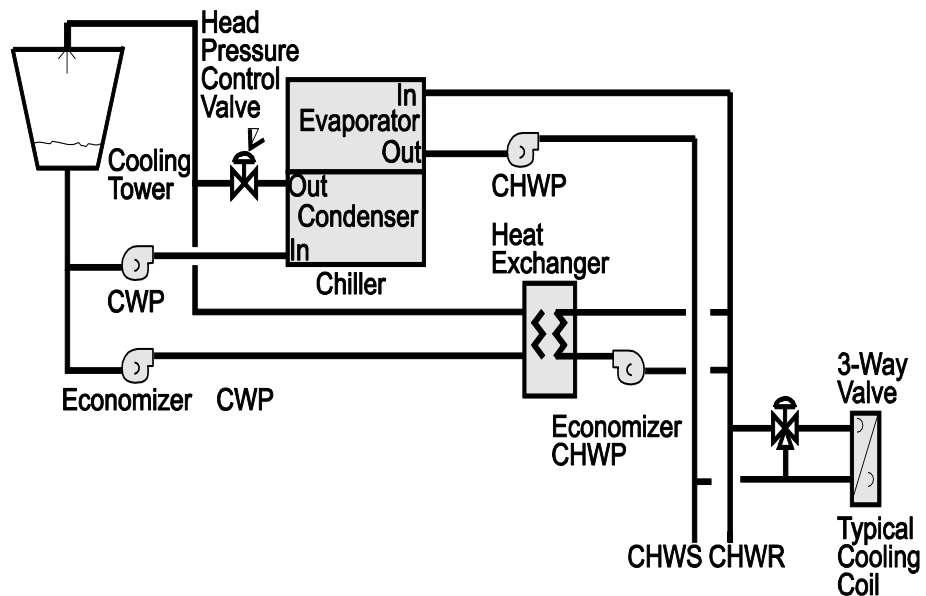 Head
Pressure
Control
Valve
In
Evaporator
Out
CHWP
Cooling
Tower
Out
Condenser
In
Chiller
Heat
Exchanger
CWP
Economizer CWP
Economizer
CHWP
3-Way
Valve
CHWS CHWR
Typical
Cooling
Coil